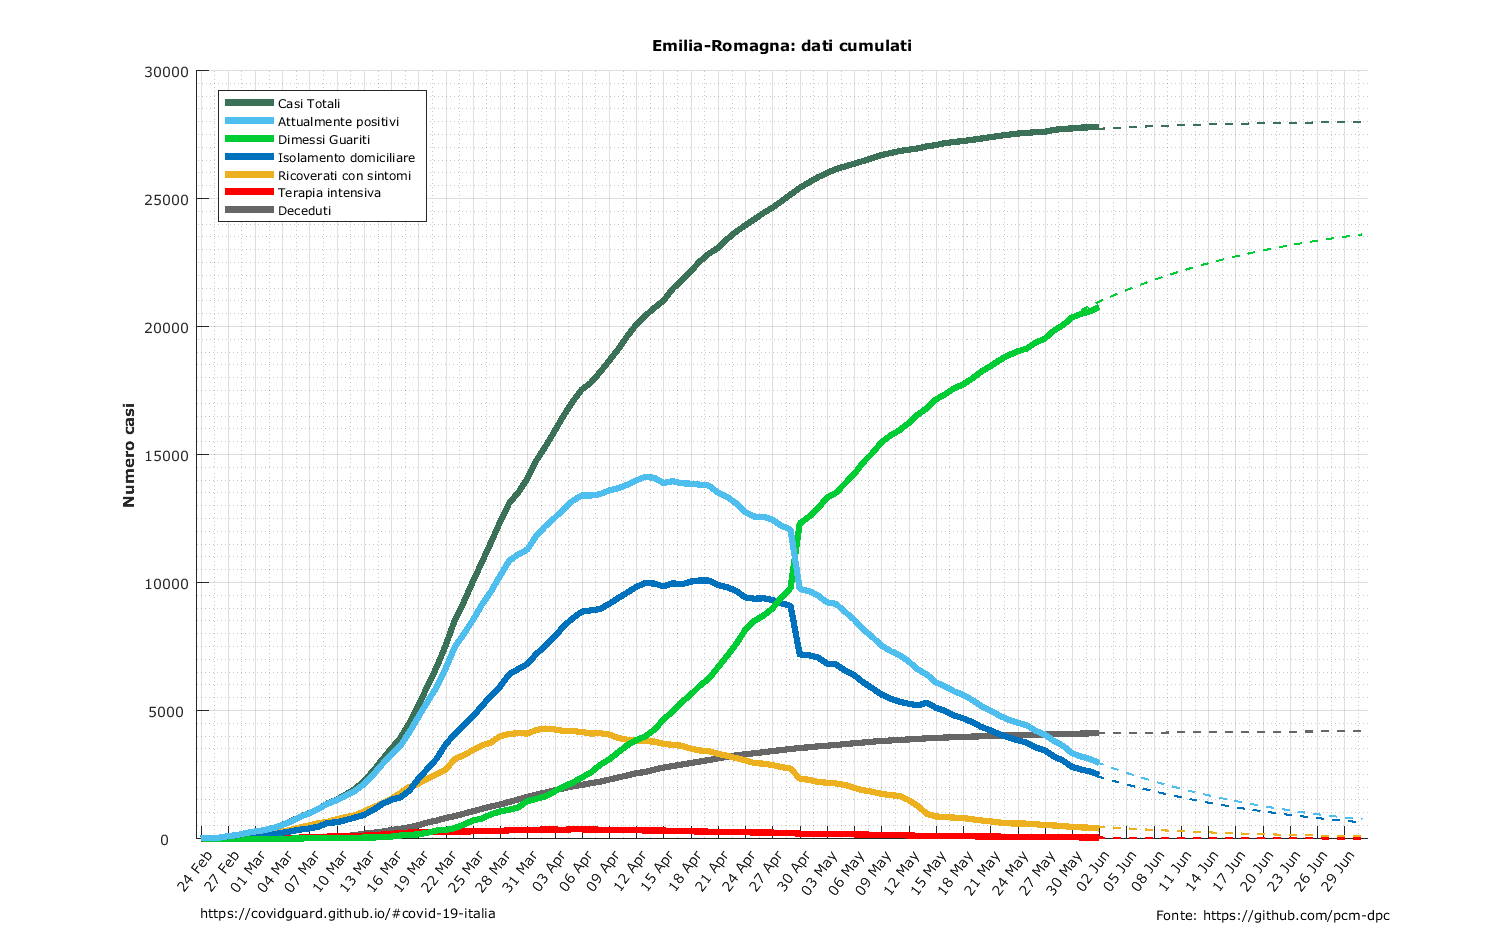 Emilia-Romagna: dati cumulati
30000
25000
20000
15000
10000
5000
0
Numero casi
Casi Totali
Attualmente positivi
Dimessi Guariti
Isolamento domiciliare
Ricoverati con sintomi
Terapia intensiva
Deceduti
24 Feb
27 Feb
01 Mar
04 Mar
07 Mar
10 Mar
13 Mar
16 Mar
19 Mar
22 Mar
25 Mar
28 Mar
31 Mar
03 Apr
06 Apr
09 Apr
12 Apr
15 Apr
18 Apr
21 Apr
24 Apr
27 Apr
30 Apr
03 May
06 May
09 May
12 May
15 May
18 May
21 May
24 May
27 May
30 May
02 Jun
05 Jun
08 Jun
11 Jun
14 Jun
17 Jun
20 Jun
23 Jun
26 Jun
29 Jun
https://covidguard.github.io/#covid-19-italia
Fonte: https://github.com/pcm-dpc